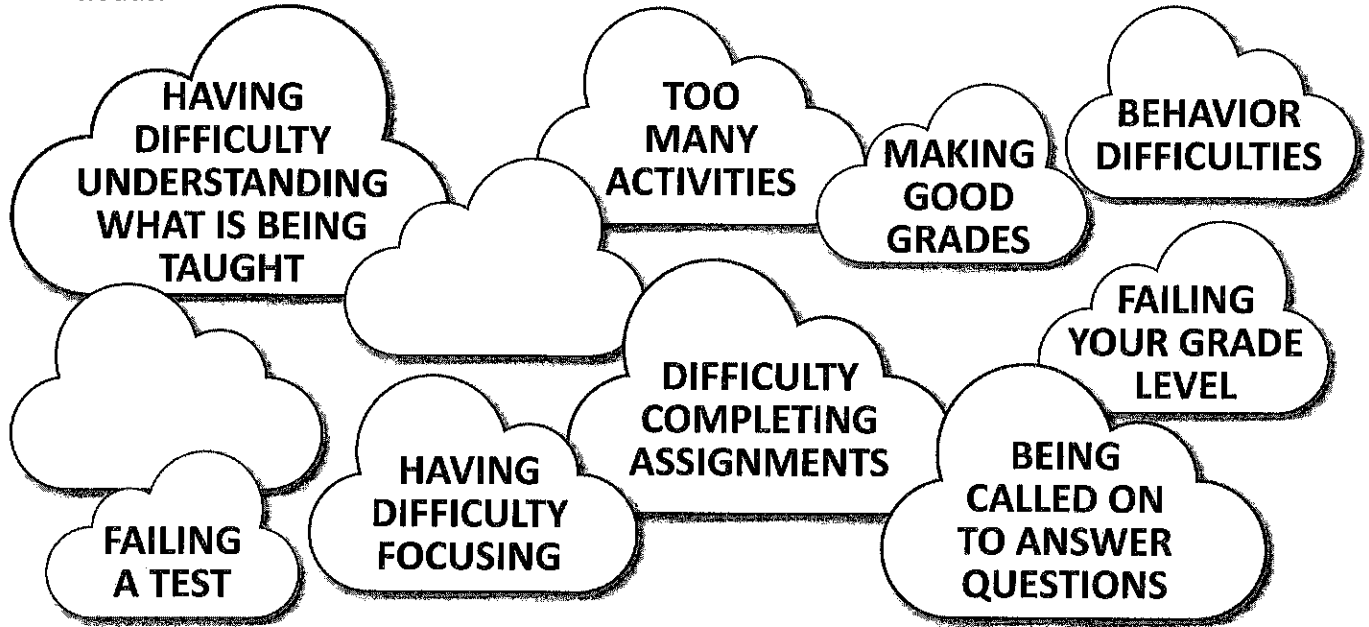 HAVING
DIFFICULTY
UNDERSTANDING
WHAT IS BEING
TAUGHT
TOO
MANY
ACTIVITIES
MAKING
GOOD
GRADES
BEHAVIOR
DIFFICULTIES
FAILING
YOUR GRADE
LEVEL
DIFFICULTY
COMPLETING
ASSIGNMENTS
BEING
CALLED ON
TO ANSWER
QUESTIONS
HAVING
DIFFICULTY
FOCUSING
FAILING
A TEST